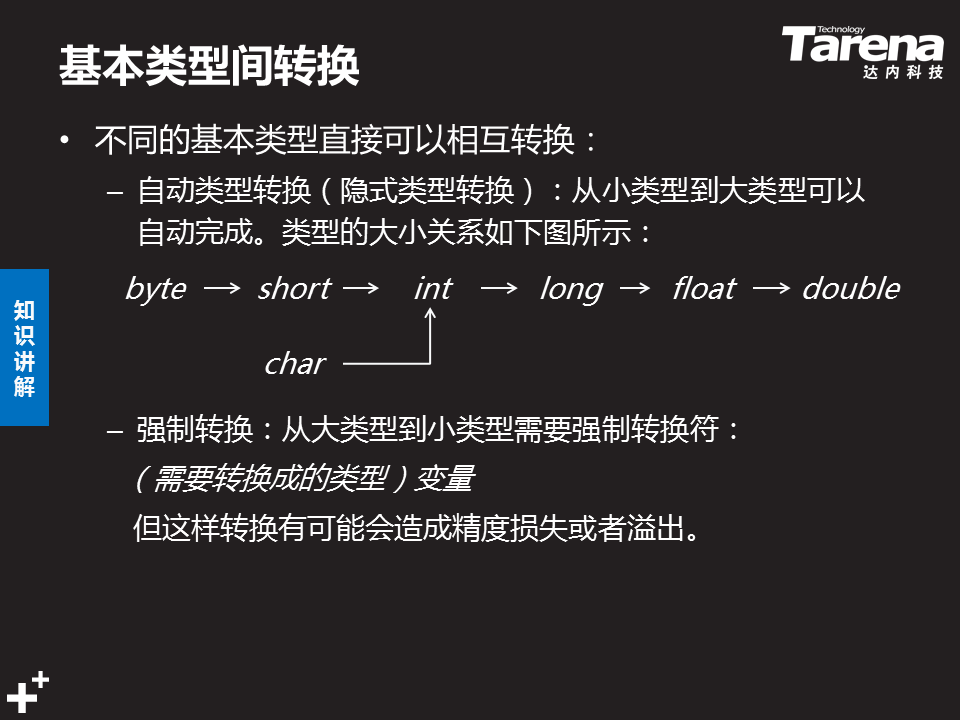 基本类型间转换
Technology
Tarena
达内科技
• 不同的基本类型直接可以相互转换：
– 自动类型转换（隐式类型转换）：从小类型到大类型可以
自动完成。类型的大小关系如下图所示：
byte → short → int → long → float → double
char
知识讲解
– 强制转换：从大类型到小类型需要强制转换符：
（需要转换成的类型）变量
但这样转换有可能会造成精度损失或者溢出。